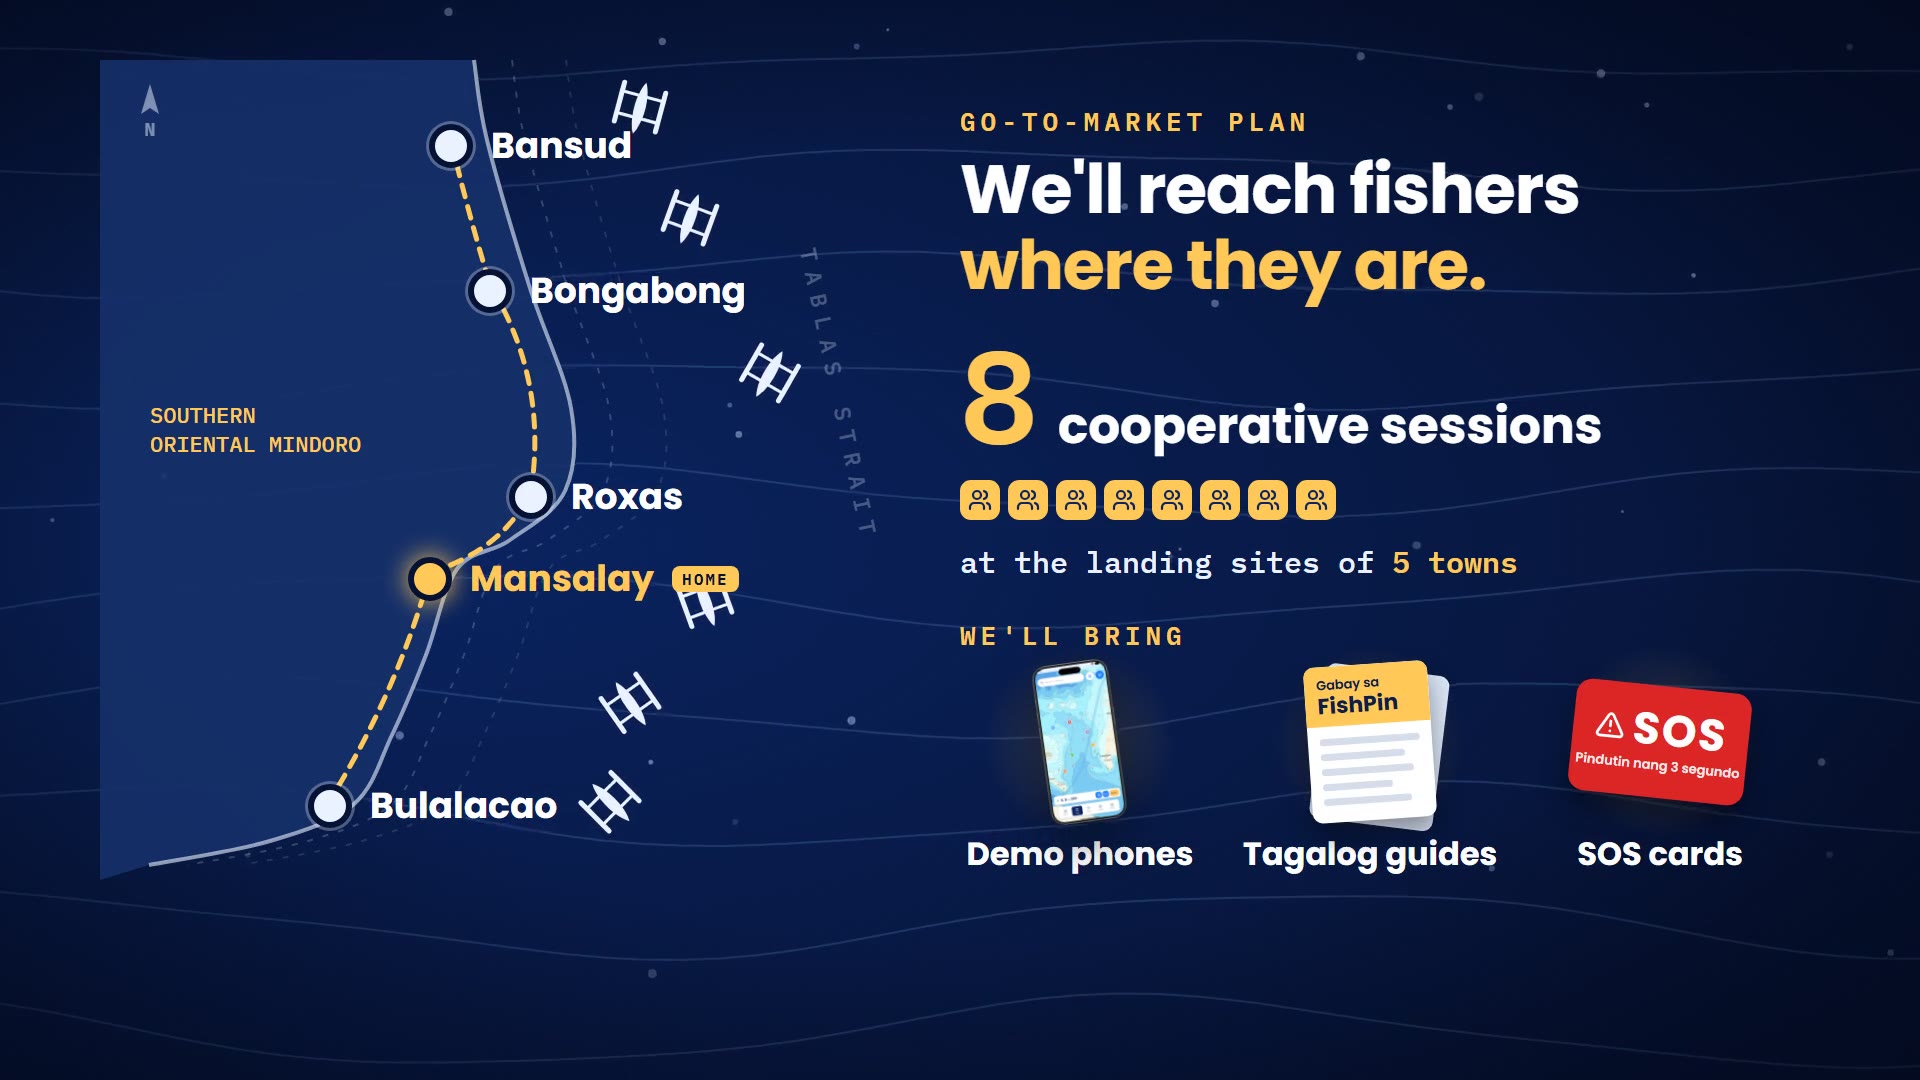 N
Bansud
Bongabong
TABLAS STRAIT
SOUTHERN
ORIENTAL MINDORO
Roxas
Mansalay HOME
Bulalacao
GO-TO-MARKET PLAN
We'll reach fishers
where they are.
8 cooperative sessions
at the landing sites of 5 towns
WE'LL BRING
Gabay sa
FishPin
SOS
Pindutin nang 3 segundo
Demo phones
Tagalog guides
SOS cards